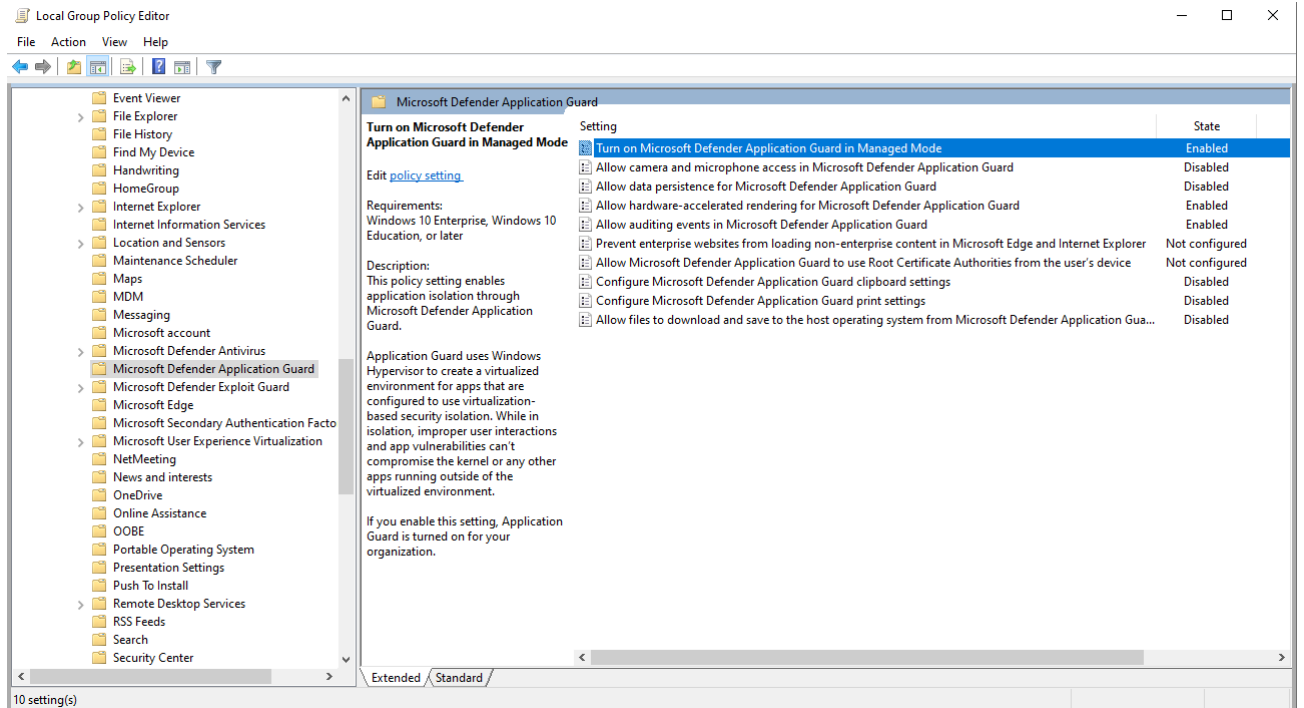 Local Group Policy Editor
File Action View Help
Event Viewer
File Explorer
File History
Find My Device
Handwriting
HomeGroup
Internet Explorer
Internet Information Services
Location and Sensors
Maintenance Scheduler
Maps
MDM
Messaging
Microsoft account
Microsoft Defender Antivirus
Microsoft Defender Application Guard
Microsoft Defender Exploit Guard
Microsoft Edge
Microsoft Secondary Authentication Facto
Microsoft User Experience Virtualization
NetMeeting
News and interests
OneDrive
Online Assistance
OOBE
Portable Operating System
Presentation Settings
Push To Install
Remote Desktop Services
RSS Feeds
Search
Security Center
Microsoft Defender Application Guard
Turn on Microsoft Defender
Application Guard in Managed Mode
Edit policy setting
Requirements:
Windows 10 Enterprise, Windows 10
Education, or later
Description:
This policy setting enables
application isolation through
Microsoft Defender Application
Guard.
Application Guard uses Windows
Hypervisor to create a virtualized
environment for apps that are
configured to use virtualization-
based security isolation. While in
isolation, improper user interactions
and app vulnerabilities can't
compromise the kernel or any other
apps running outside of the
virtualized environment.
If you enable this setting, Application
Guard is turned on for your
organization.
Setting State
Turn on Microsoft Defender Application Guard in Managed Mode Enabled
Allow camera and microphone access in Microsoft Defender Application Guard Disabled
Allow data persistence for Microsoft Defender Application Guard Disabled
Allow hardware-accelerated rendering for Microsoft Defender Application Guard Enabled
Allow auditing events in Microsoft Defender Application Guard Enabled
Prevent enterprise websites from loading non-enterprise content in Microsoft Edge and Internet Explorer Not configured
Allow Microsoft Defender Application Guard to use Root Certificate Authorities from the user's device Not configured
Configure Microsoft Defender Application Guard clipboard settings Disabled
Configure Microsoft Defender Application Guard print settings Disabled
Allow files to download and save to the host operating system from Microsoft Defender Application Gua... Disabled
Extended Standard
10 setting(s)